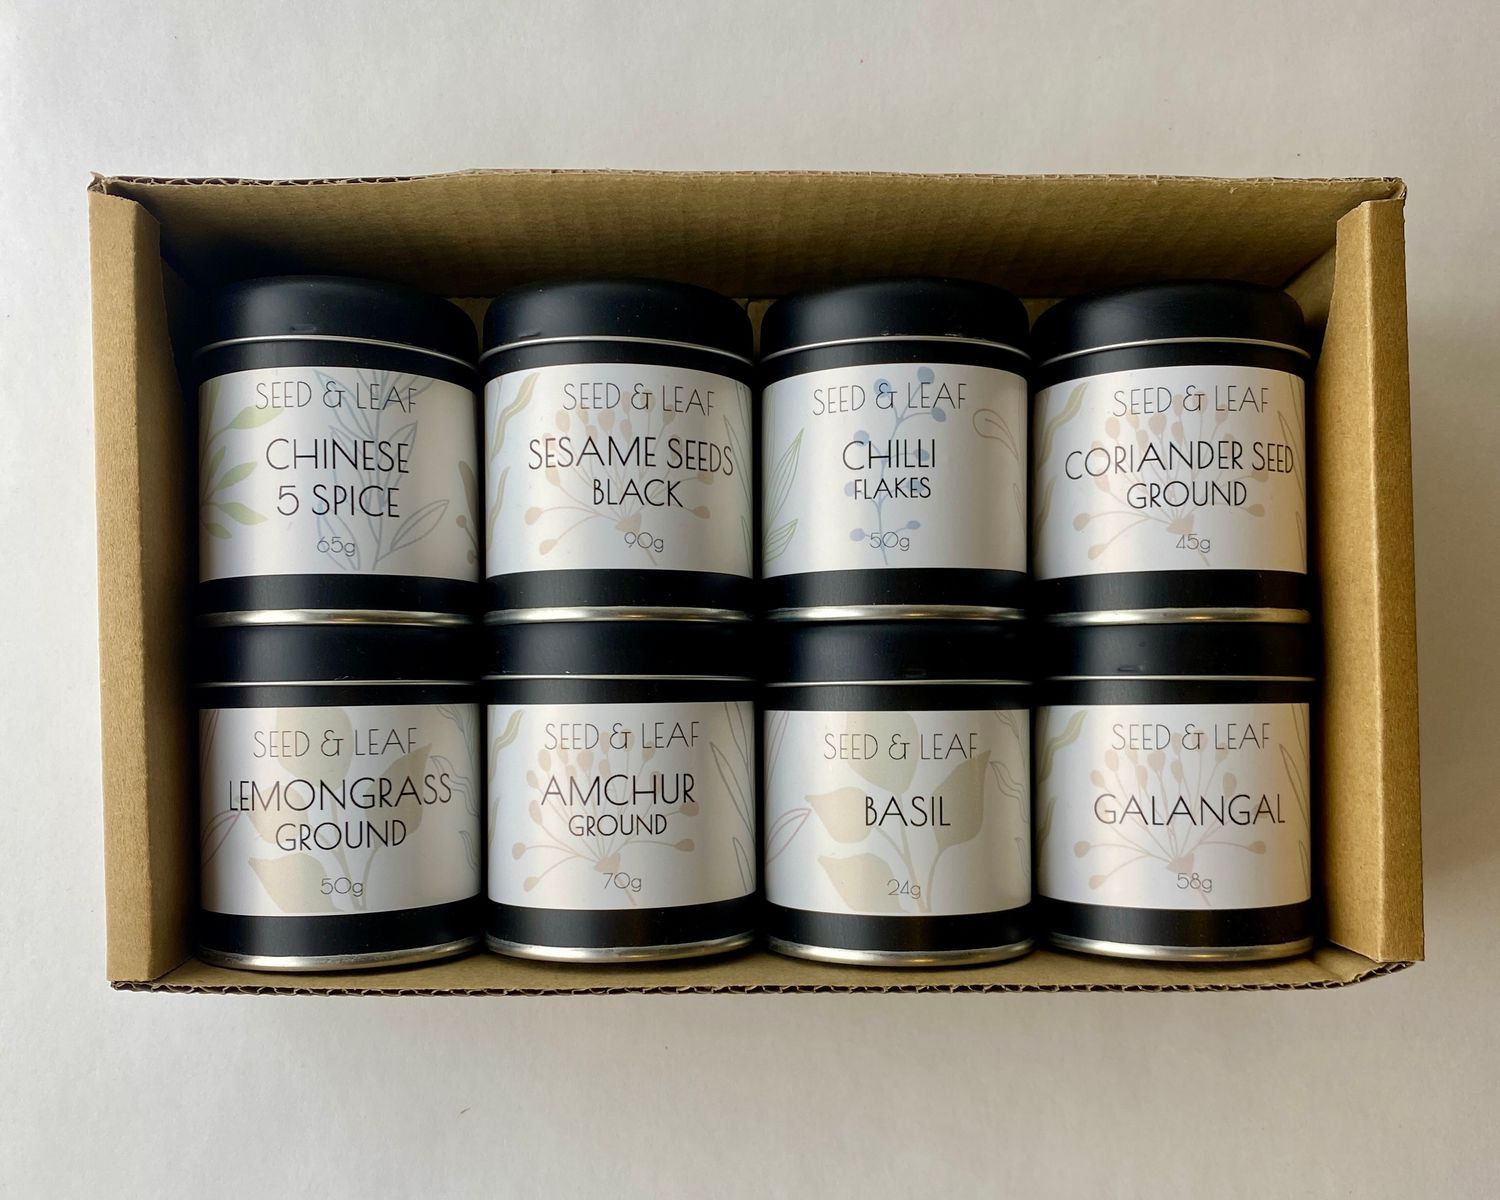 SEED & LEAF
CHINESE
5 SPICE
65g
SEED & LEAF
SESAME SEEDS
BLACK
90g
SEED & LEAF
CHILLI
FLAKES
50g
SEED & LEAF
CORIANDER SEED
GROUND
45g
SEED & LEAF
LEMONGRASS
GROUND
50g
SEED & LEAF
AMCHUR
GROUND
70g
SEED & LEAF
BASIL
24g
SEED & LEAF
GALANGAL
58g